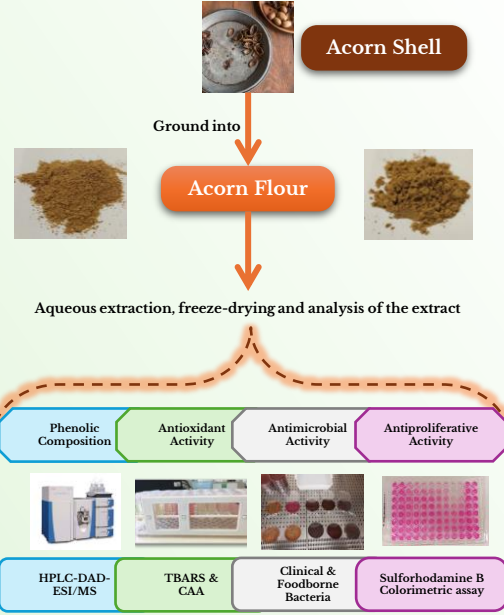 Acorn Shell
Ground into
Acorn Flour
Aqueous extraction, freeze-drying and analysis of the extract
Phenolic
Composition
Antioxidant
Activity
Antimicrobial
Activity
Antiproliferative
Activity
HPLC-DAD-
ESI/MS
TBARS &
CAA
Clinical &
Foodborne
Bacteria
Sulforhodamine B
Colorimetric assay